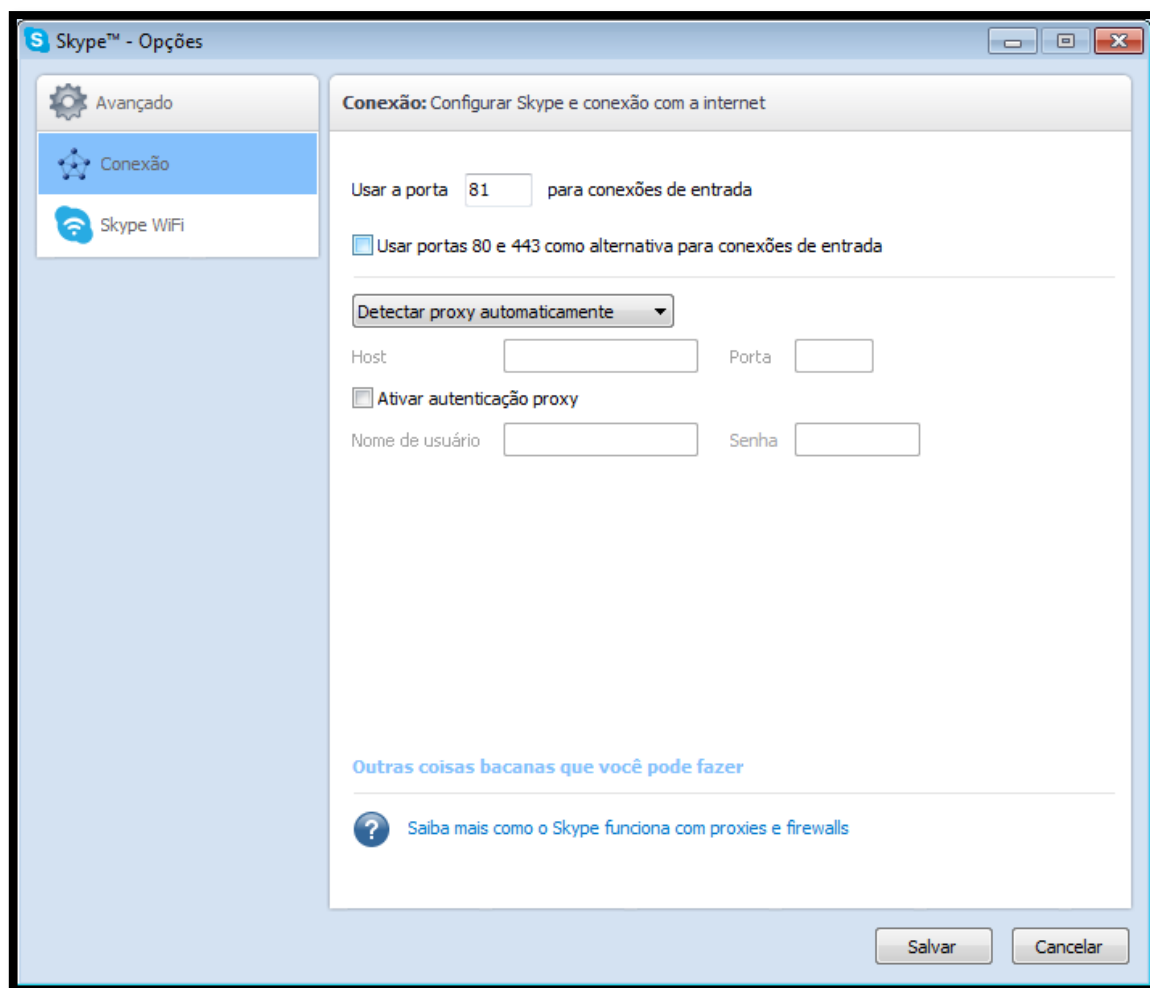 Skype™ - Opções
Avançado
Conexão
Skype WiFi
Conexão: Configurar Skype e conexão com a internet
Usar a porta 81 para conexões de entrada
Usar portas 80 e 443 como alternativa para conexões de entrada
Detectar proxy automaticamente
Host Porta
Ativar autenticação proxy
Nome de usuário Senha
Outras coisas bacanas que você pode fazer
? Saiba mais como o Skype funciona com proxies e firewalls
Salvar Cancelar